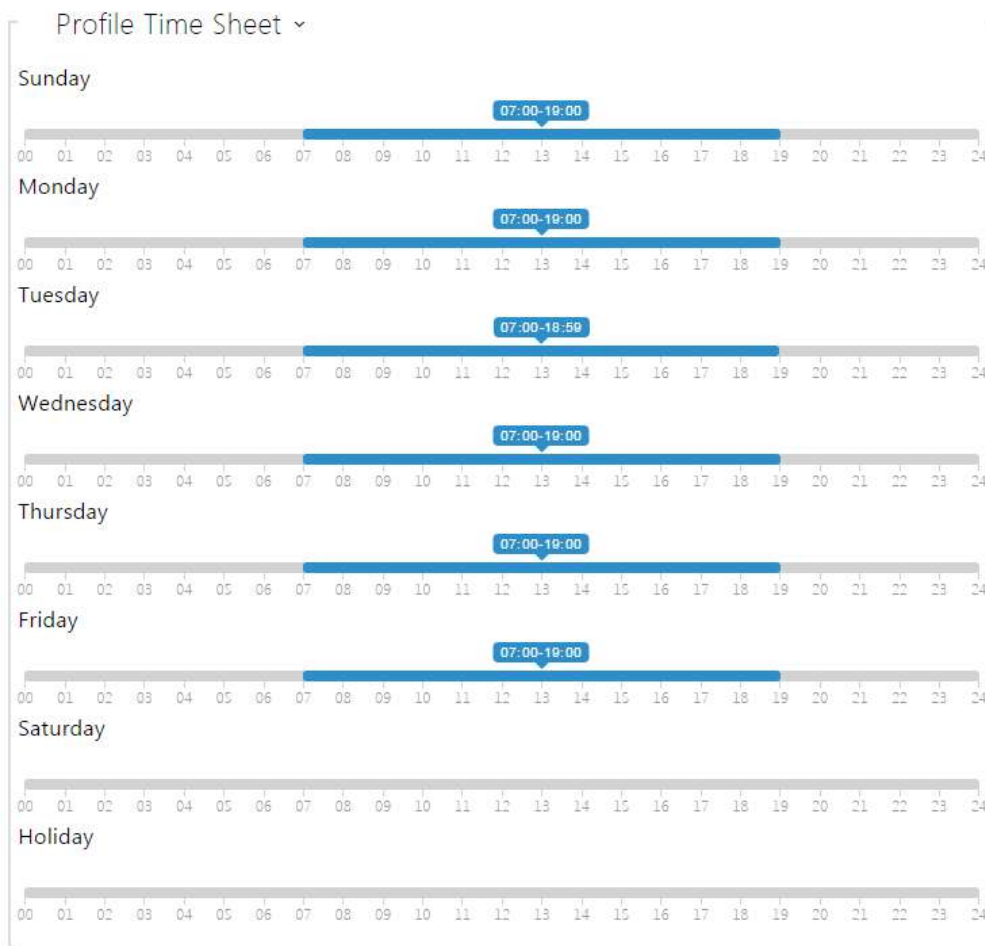 Profile Time Sheet
Sunday
07:00-19:00
00 01 02 03 04 05 06 07 08 09 10 11 12 13 14 15 16 17 18 19 20 21 22 23 24
Monday
07:00-19:00
00 01 02 03 04 05 06 07 08 09 10 11 12 13 14 15 16 17 18 19 20 21 22 23 24
Tuesday
07:00-18:59
00 01 02 03 04 05 06 07 08 09 10 11 12 13 14 15 16 17 18 19 20 21 22 23 24
Wednesday
07:00-19:00
00 01 02 03 04 05 06 07 08 09 10 11 12 13 14 15 16 17 18 19 20 21 22 23 24
Thursday
07:00-19:00
00 01 02 03 04 05 06 07 08 09 10 11 12 13 14 15 16 17 18 19 20 21 22 23 24
Friday
07:00-19:00
00 01 02 03 04 05 06 07 08 09 10 11 12 13 14 15 16 17 18 19 20 21 22 23 24
Saturday
00 01 02 03 04 05 06 07 08 09 10 11 12 13 14 15 16 17 18 19 20 21 22 23 24
Holiday
00 01 02 03 04 05 06 07 08 09 10 11 12 13 14 15 16 17 18 19 20 21 22 23 24